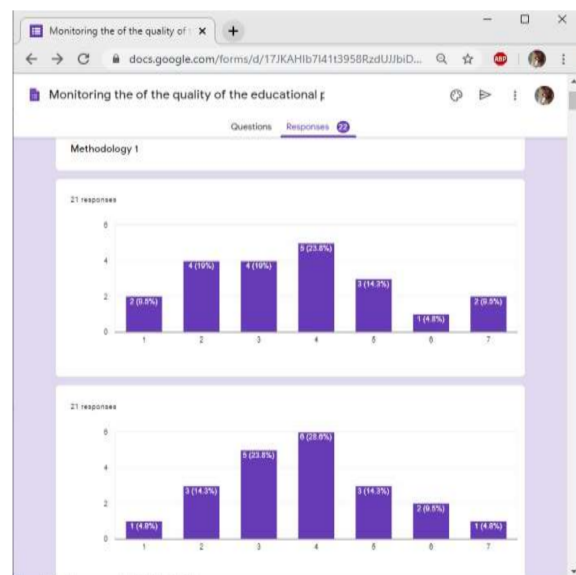 Monitoring the of the quality of t
docs.google.com/forms/d/17JKAHIb7I41t3958RzdUJJbiD...
ABP
Monitoring the of the quality of the educational p
Questions Responses 22
Methodology 1
21 responses
6
4
2
0
2 (9.5%)
4 (19%)
4 (19%)
5 (23.8%)
3 (14.3%)
1 (4.8%)
2 (9.5%)
1 2 3 4 5 6 7
21 responses
6
4
2
0
1 (4.8%)
3 (14.3%)
5 (23.8%)
6 (28.6%)
3 (14.3%)
2 (9.5%)
1 (4.8%)
1 2 3 4 5 6 7